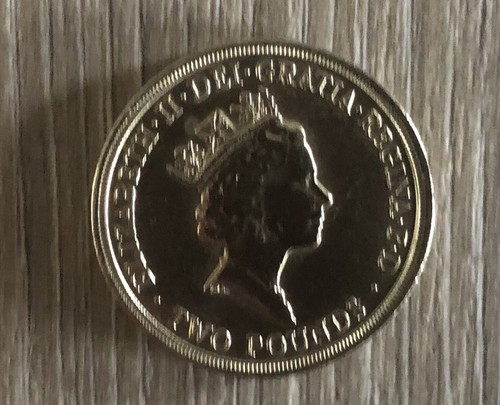 ELIZABETH · II · DEI · GRATIA · REGINA · F · D ·
TWO POUNDS